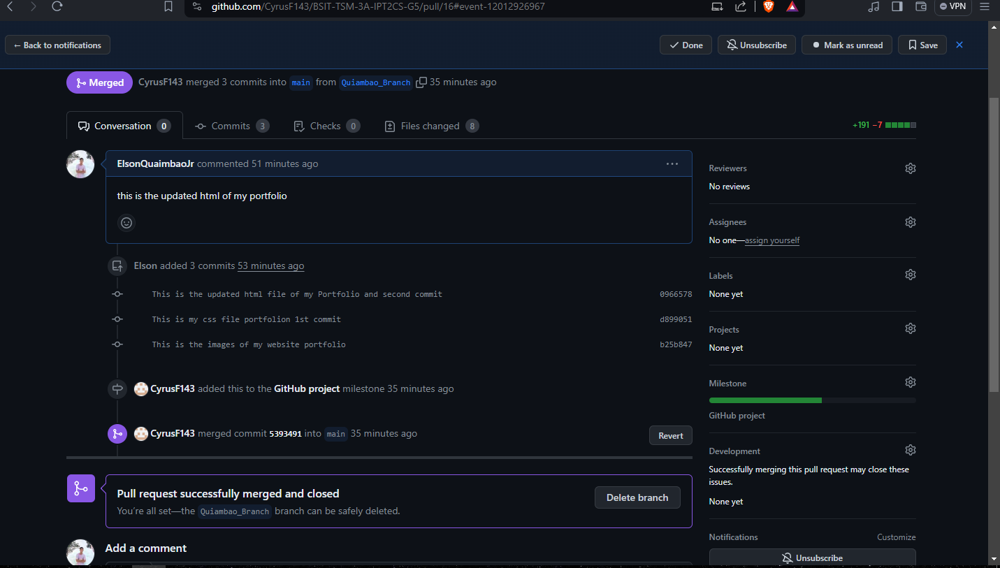 github.com/CyrusF143/BSIT-TSM-3A-IPT2CS-G5/pull/16#event-12012926967
VPN
← Back to notifications
Done
Unsubscribe
Mark as unread
Save
Merged
CyrusF143 merged 3 commits into main from Quiambao_Branch 35 minutes ago
Conversation 0
Commits 3
Checks 0
Files changed 8
+191 −7
ElsonQuaimbaoJr commented 51 minutes ago
this is the updated html of my portfolio
Elson added 3 commits 53 minutes ago
This is the updated html file of my Portfolio and second commit 0966578
This is my css file portfolion 1st commit d899051
This is the images of my website portfolio b25b847
CyrusF143 added this to the GitHub project milestone 35 minutes ago
CyrusF143 merged commit 5393491 into main 35 minutes ago
Revert
Pull request successfully merged and closed
You're all set—the Quiambao_Branch branch can be safely deleted.
Delete branch
Add a comment
Reviewers
No reviews
Assignees
No one—assign yourself
Labels
None yet
Projects
None yet
Milestone
GitHub project
Development
Successfully merging this pull request may close these
issues.
None yet
Notifications
Customize
Unsubscribe